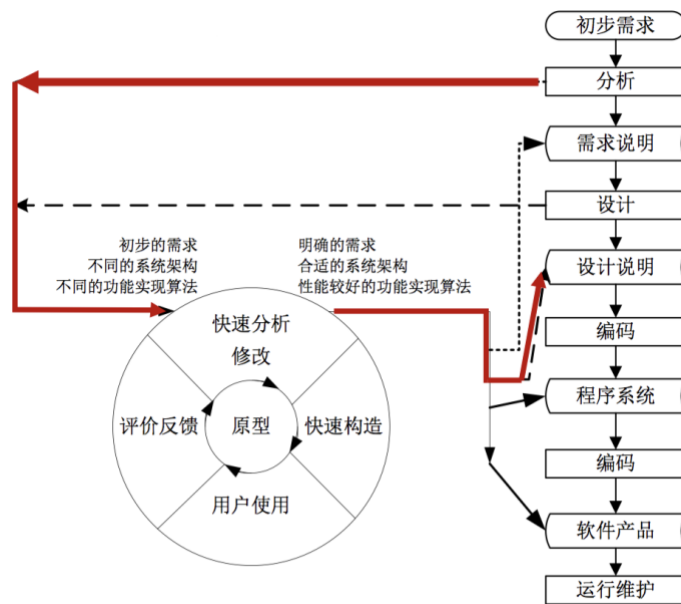 初步需求
分析
需求说明
设计
设计说明
编码
程序系统
编码
软件产品
运行维护
初步的需求
不同的系统架构
不同的功能实现算法
明确的需求
合适的系统架构
性能较好的功能实现算法
快速分析
修改
评价反馈
原型
快速构造
用户使用